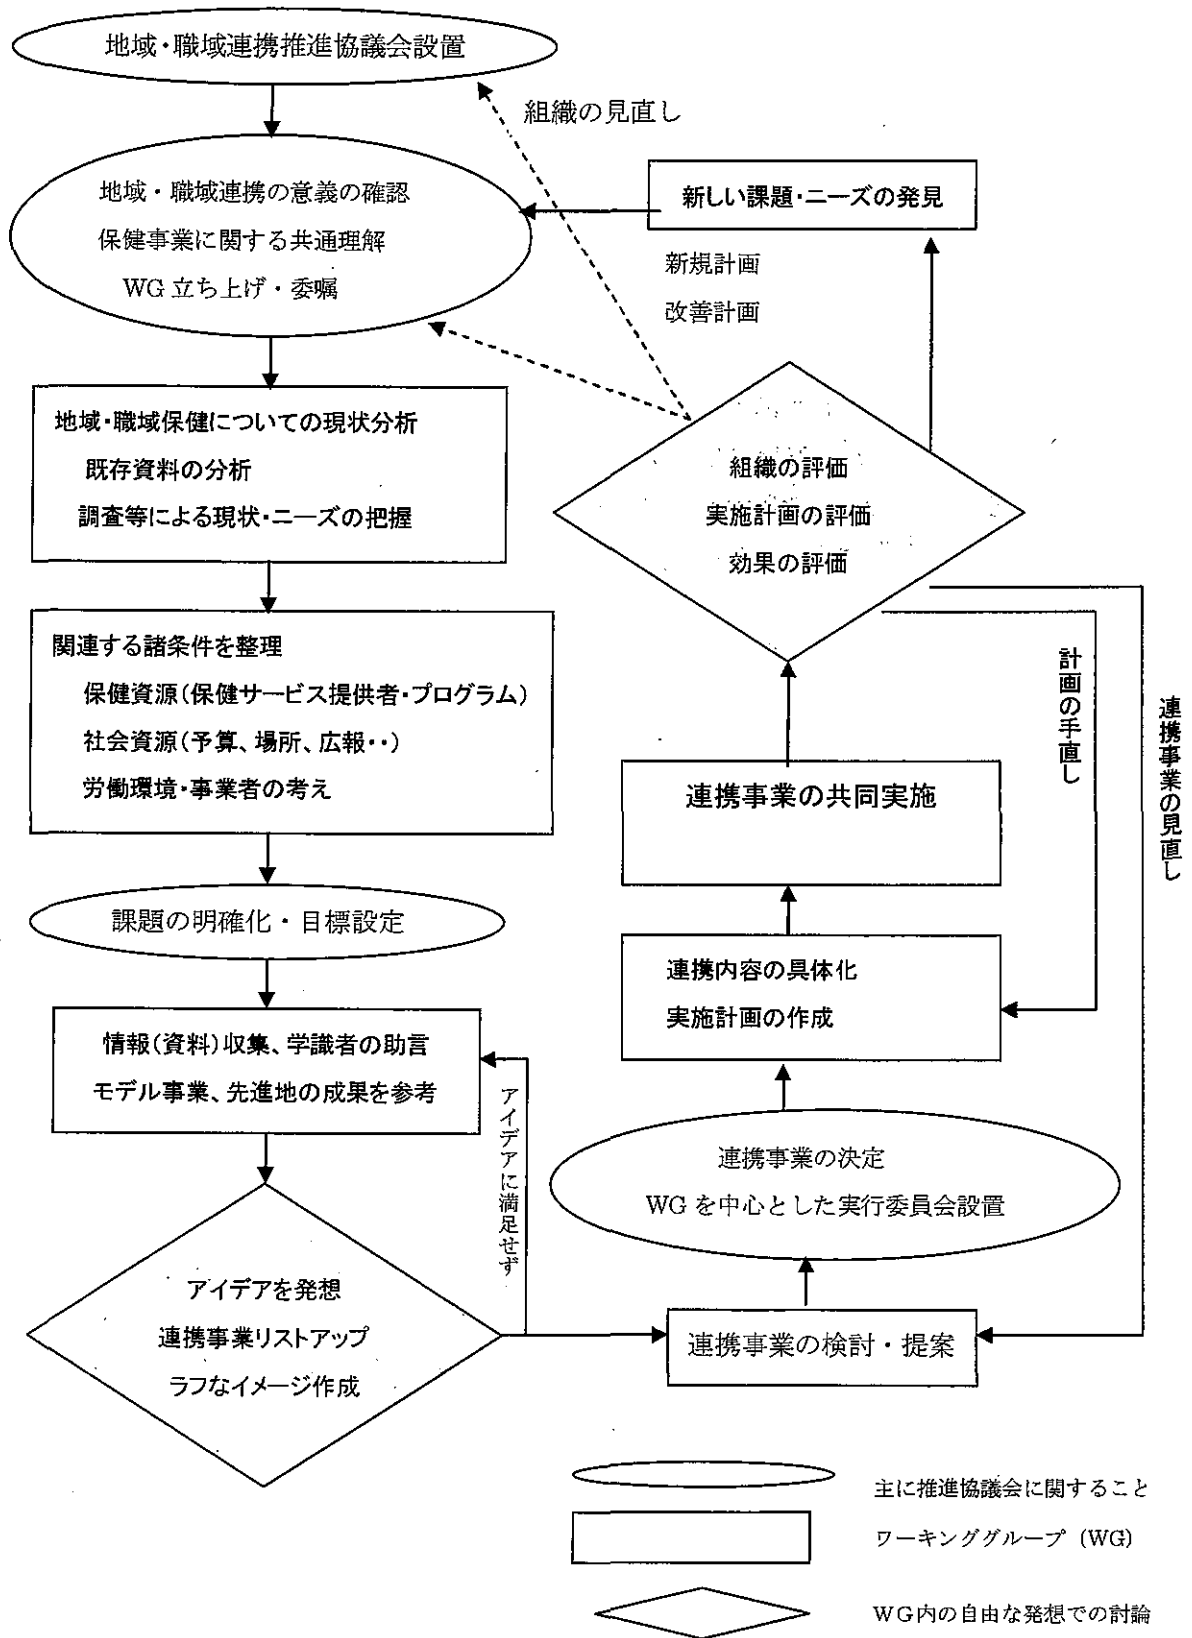 地域・職域連携推進協議会設置
組織の見直し
地域・職域連携の意義の確認
保健事業に関する共通理解
WG 立ち上げ・委嘱
新しい課題・ニーズの発見
新規計画
改善計画
地域・職域保健についての現状分析
既存資料の分析
調査等による現状・ニーズの把握
組織の評価
実施計画の評価
効果の評価
関連する諸条件を整理
保健資源(保健サービス提供者・プログラム)
社会資源(予算、場所、広報・・)
労働環境・事業者の考え
計画の手直し
連携事業の見直し
連携事業の共同実施
課題の明確化・目標設定
連携内容の具体化
実施計画の作成
情報(資料)収集、学識者の助言
モデル事業、先進地の成果を参考
アイデアに満足せず
連携事業の決定
WG を中心とした実行委員会設置
アイデアを発想
連携事業リストアップ
ラフなイメージ作成
連携事業の検討・提案
主に推進協議会に関すること
ワーキンググループ (WG)
WG内の自由な発想での討論